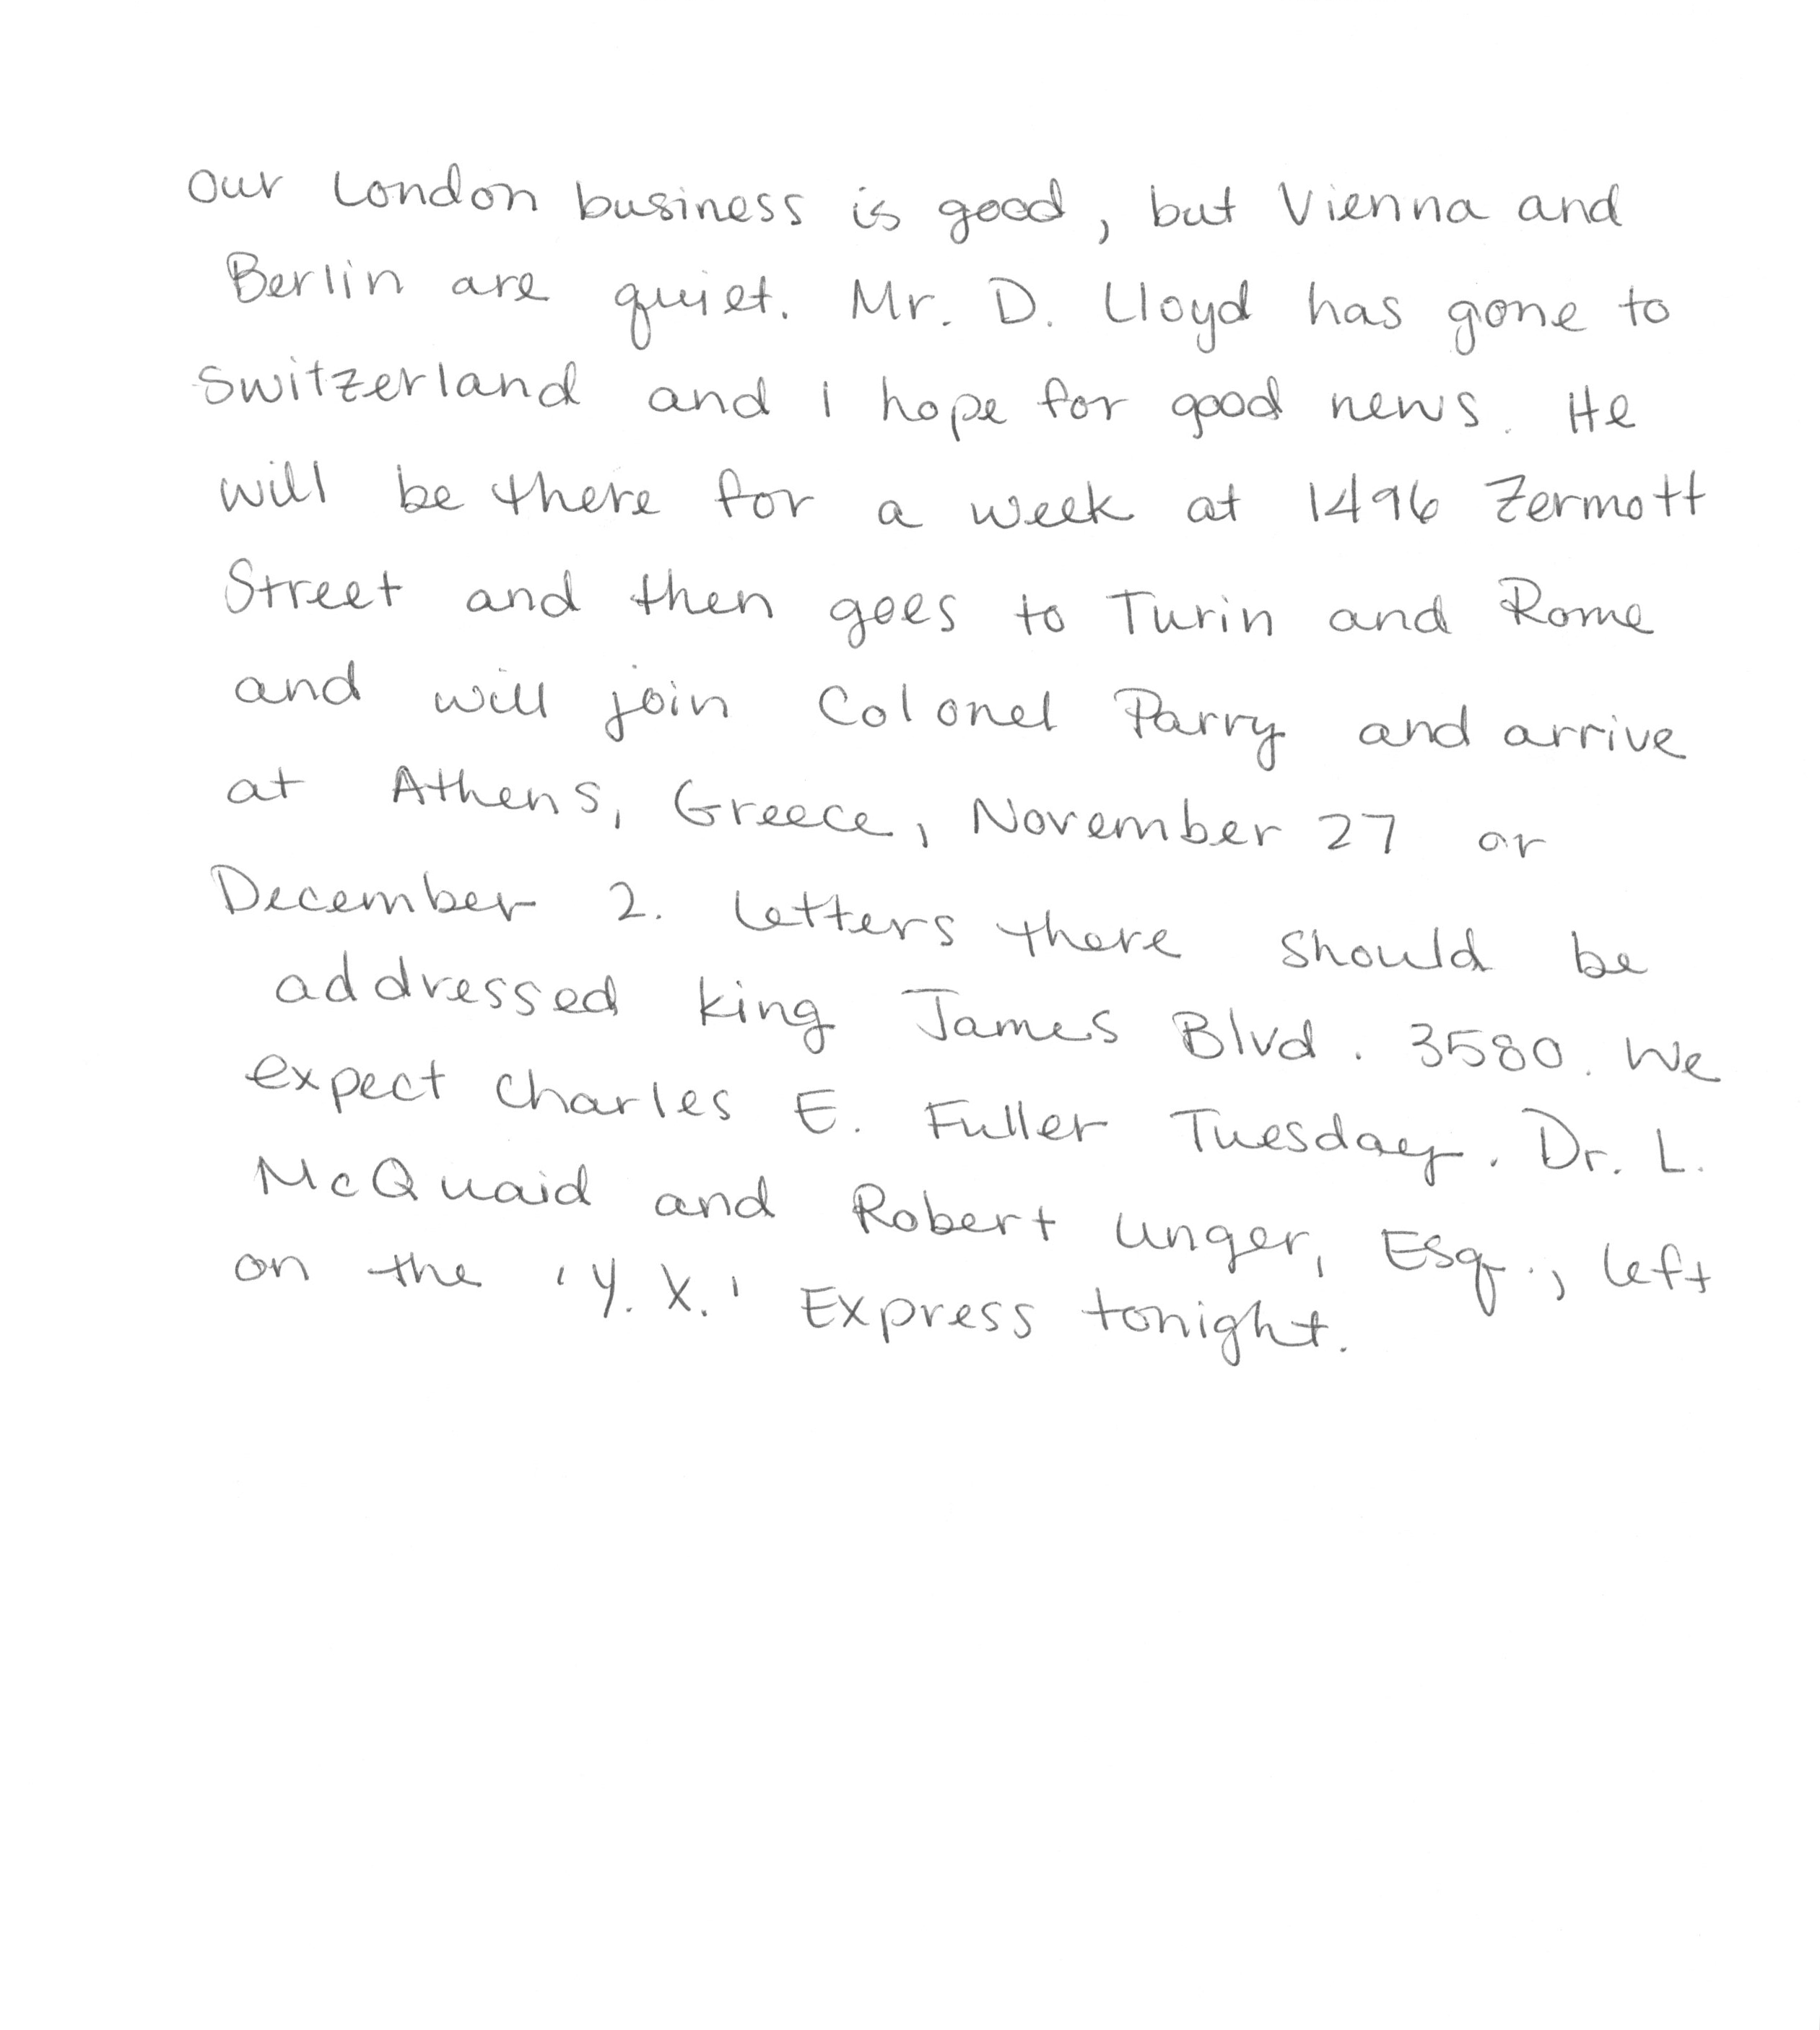 Our London business is good, but Vienna and
Berlin are quiet. Mr. D. Lloyd has gone to
Switzerland and I hope for good news. He
will be there for a week at 1496 Zermott
Street and then goes to Turin and Rome
and will join Colonel Parry and arrive
at Athens, Greece, November 27 or
December 2. Letters there should be
addressed King James Blvd. 3580. We
expect Charles E. Fuller Tuesday. Dr. L.
McQuaid and Robert Unger, Esq., left
on the 'Y. X.' Express tonight.